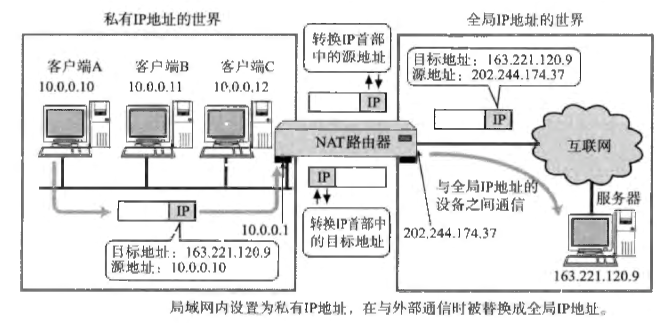 私有IP地址的世界
全局IP地址的世界
客户端A
10.0.0.10
客户端B
10.0.0.11
客户端C
10.0.0.12
转换IP首部
中的源地址
IP
目标地址：163.221.120.9
源地址：202.244.174.37
IP
NAT路由器
互联网
IP
IP
与全局IP地址的
设备之间通信
服务器
10.0.0.1
转换IP首部中
的目标地址
202.244.174.37
目标地址：163.221.120.9
源地址：10.0.0.10
163.221.120.9
局域网内设置为私有IP地址，在与外部通信时被替换成全局IP地址。